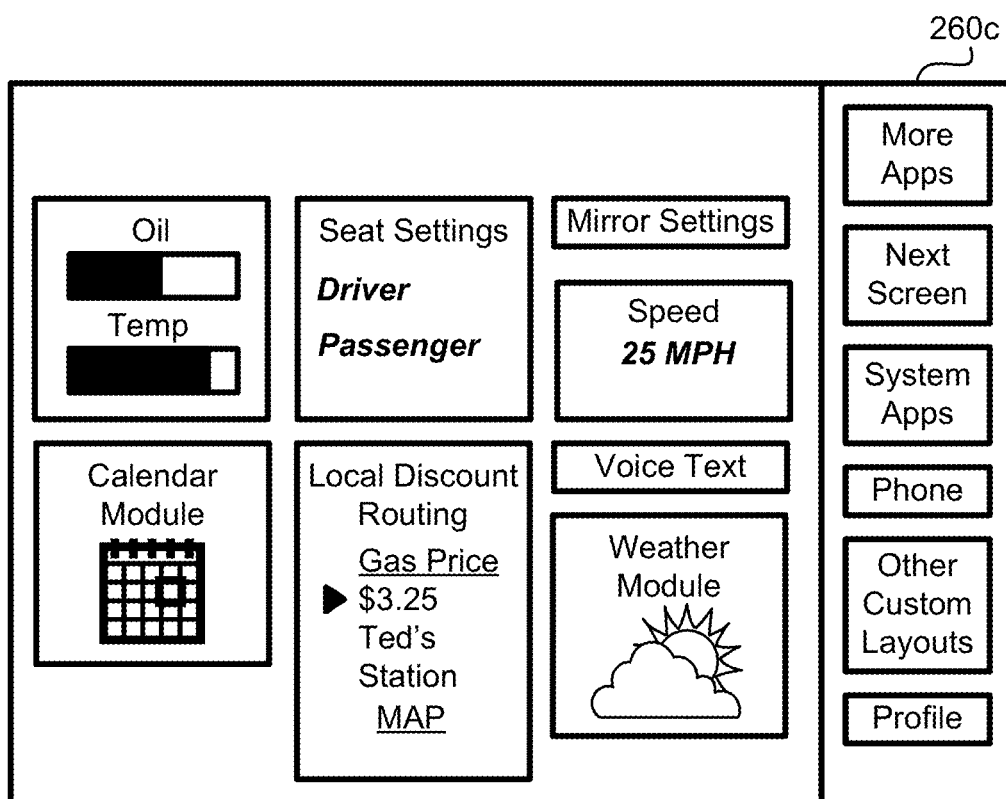 260c
Oil
Temp
Seat Settings
Driver
Passenger
Mirror Settings
Speed
25 MPH
Calendar
Module
Local Discount
Routing
Gas Price
$3.25
Ted's
Station
MAP
Voice Text
Weather
Module
More
Apps
Next
Screen
System
Apps
Phone
Other
Custom
Layouts
Profile